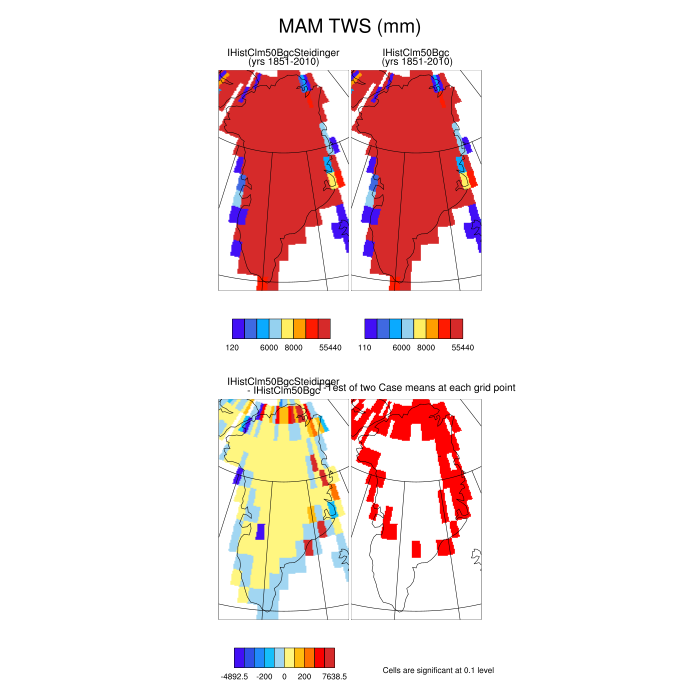 MAM TWS (mm)
IHistClm50BgcSteidinger
(yrs 1851-2010)
IHistClm50Bgc
(yrs 1851-2010)
120 6000 8000 55440
110 6000 8000 55440
IHistClm50BgcSteidinger
- IHistClm50Bgc
T-Test of two Case means at each grid point
-4892.5 -200 0 200 7638.5
Cells are significant at 0.1 level